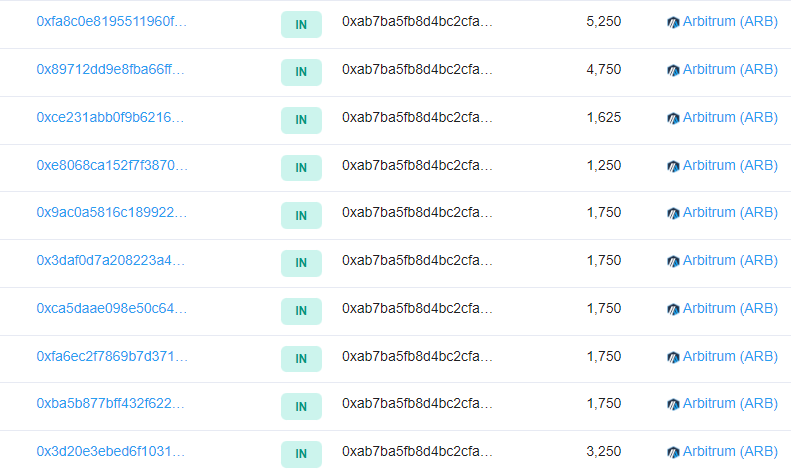 0xfa8c0e8195511960f... IN 0xab7ba5fb8d4bc2cfa... 5,250 Arbitrum (ARB)
0x89712dd9e8fba66ff... IN 0xab7ba5fb8d4bc2cfa... 4,750 Arbitrum (ARB)
0xce231abb0f9b6216... IN 0xab7ba5fb8d4bc2cfa... 1,625 Arbitrum (ARB)
0xe8068ca152f7f3870... IN 0xab7ba5fb8d4bc2cfa... 1,250 Arbitrum (ARB)
0x9ac0a5816c189922... IN 0xab7ba5fb8d4bc2cfa... 1,750 Arbitrum (ARB)
0x3daf0d7a208223a4... IN 0xab7ba5fb8d4bc2cfa... 1,750 Arbitrum (ARB)
0xca5daae098e50c64... IN 0xab7ba5fb8d4bc2cfa... 1,750 Arbitrum (ARB)
0xfa6ec2f7869b7d371... IN 0xab7ba5fb8d4bc2cfa... 1,750 Arbitrum (ARB)
0xba5b877bff432f622... IN 0xab7ba5fb8d4bc2cfa... 1,750 Arbitrum (ARB)
0x3d20e3ebed6f1031... IN 0xab7ba5fb8d4bc2cfa... 3,250 Arbitrum (ARB)